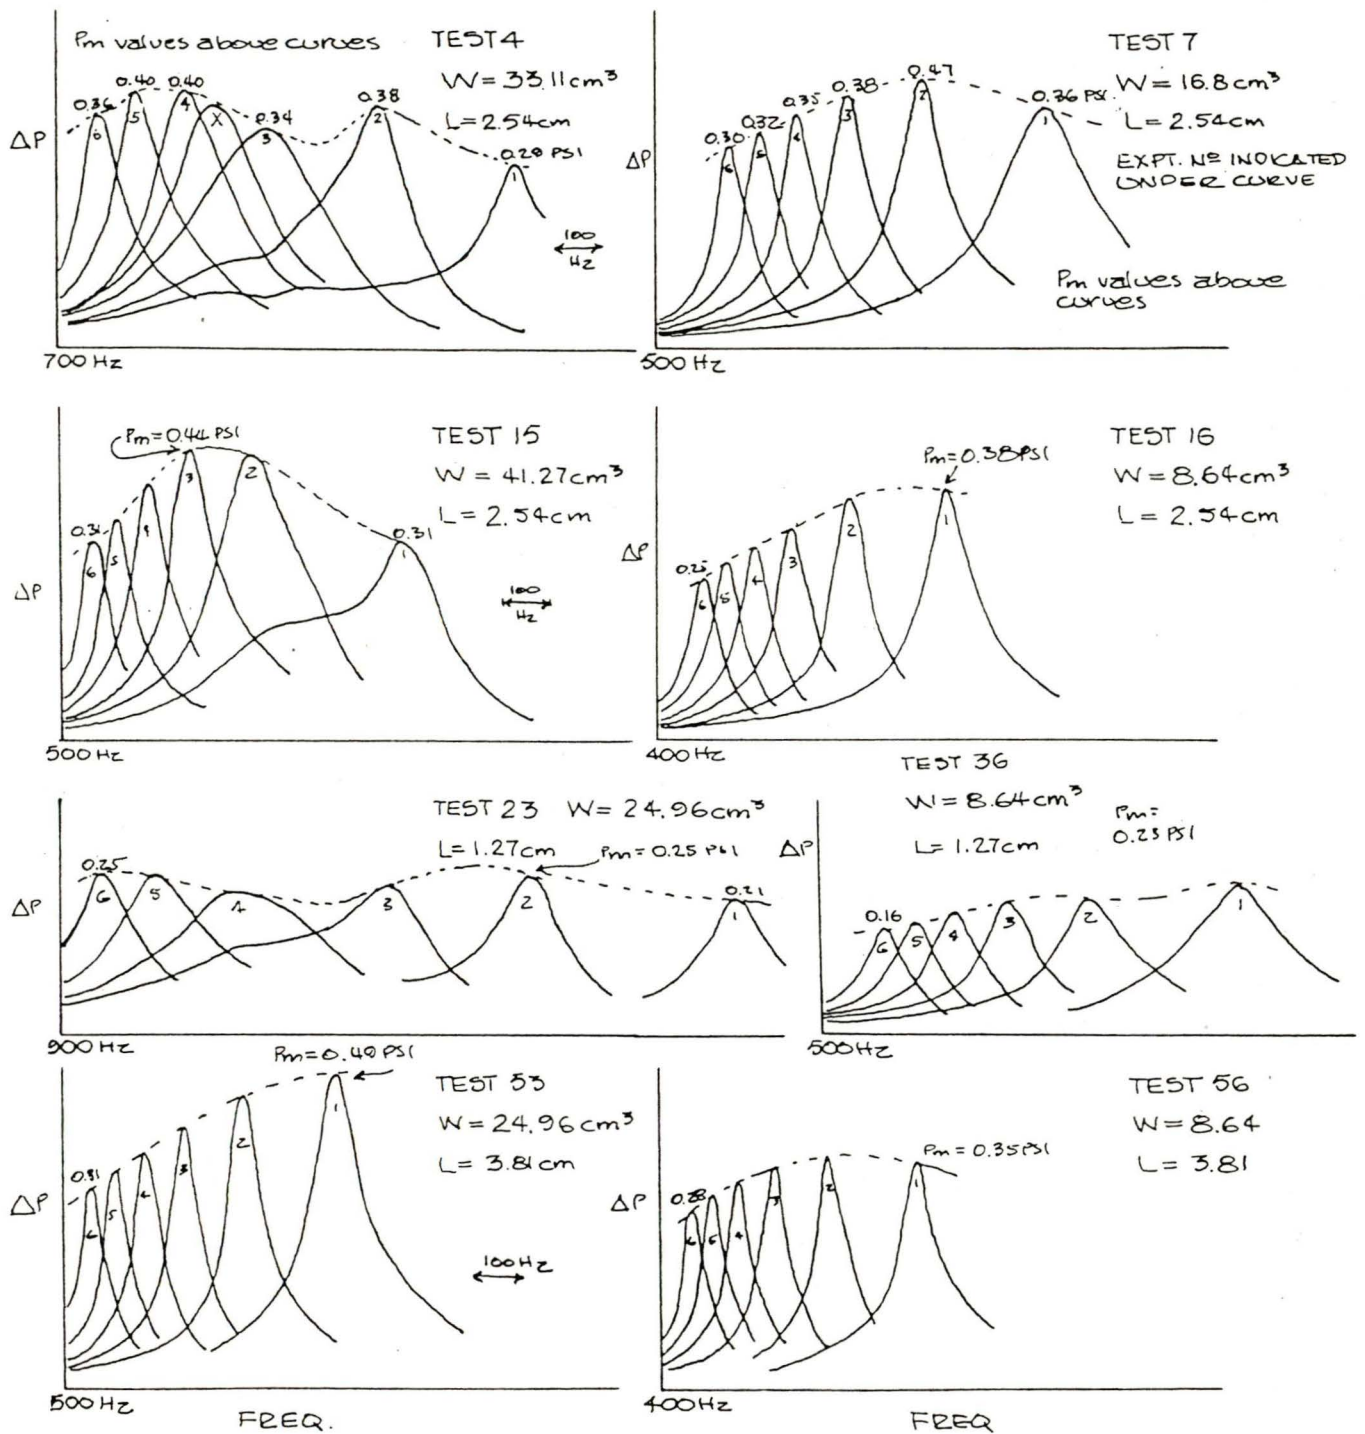 Pm values above curves
TEST 4
W = 33.11 cm³
L = 2.54 cm
0.36
0.40
0.40
0.34
0.38
0.28 PSI
6
5
4
X
3
2
1
ΔP
100
Hz
700 Hz
TEST 7
W = 16.8 cm³
L = 2.54 cm
EXPT. Nº INDICATED
UNDER CURVE
0.30
0.32
0.35
0.38
0.47
0.36 PSI.
6
5
4
3
2
1
ΔP
Pm values above
curves
500 Hz
TEST 15
W = 41.27 cm³
L = 2.54 cm
Pm = 0.44 PSI
0.31
0.31
6
5
4
3
2
1
ΔP
100
Hz
500 Hz
TEST 16
W = 8.64 cm³
L = 2.54 cm
Pm = 0.38 PSI
0.25
6
5
4
3
2
1
ΔP
400 Hz
TEST 23 W = 24.96 cm³
L = 1.27 cm
Pm = 0.25 PSI
0.25
0.21
6
5
4
3
2
1
ΔP
900 Hz
TEST 36
W = 8.64 cm³
L = 1.27 cm
Pm =
0.23 PSI
0.16
6
5
4
3
2
1
ΔP
500 Hz
Pm = 0.40 PSI
TEST 53
W = 24.96 cm³
L = 3.81 cm
0.31
6
5
4
3
2
1
ΔP
100 Hz
500 Hz
FREQ.
TEST 56
W = 8.64
L = 3.81
Pm = 0.35 PSI
0.28
6
5
4
3
2
1
ΔP
400 Hz
FREQ